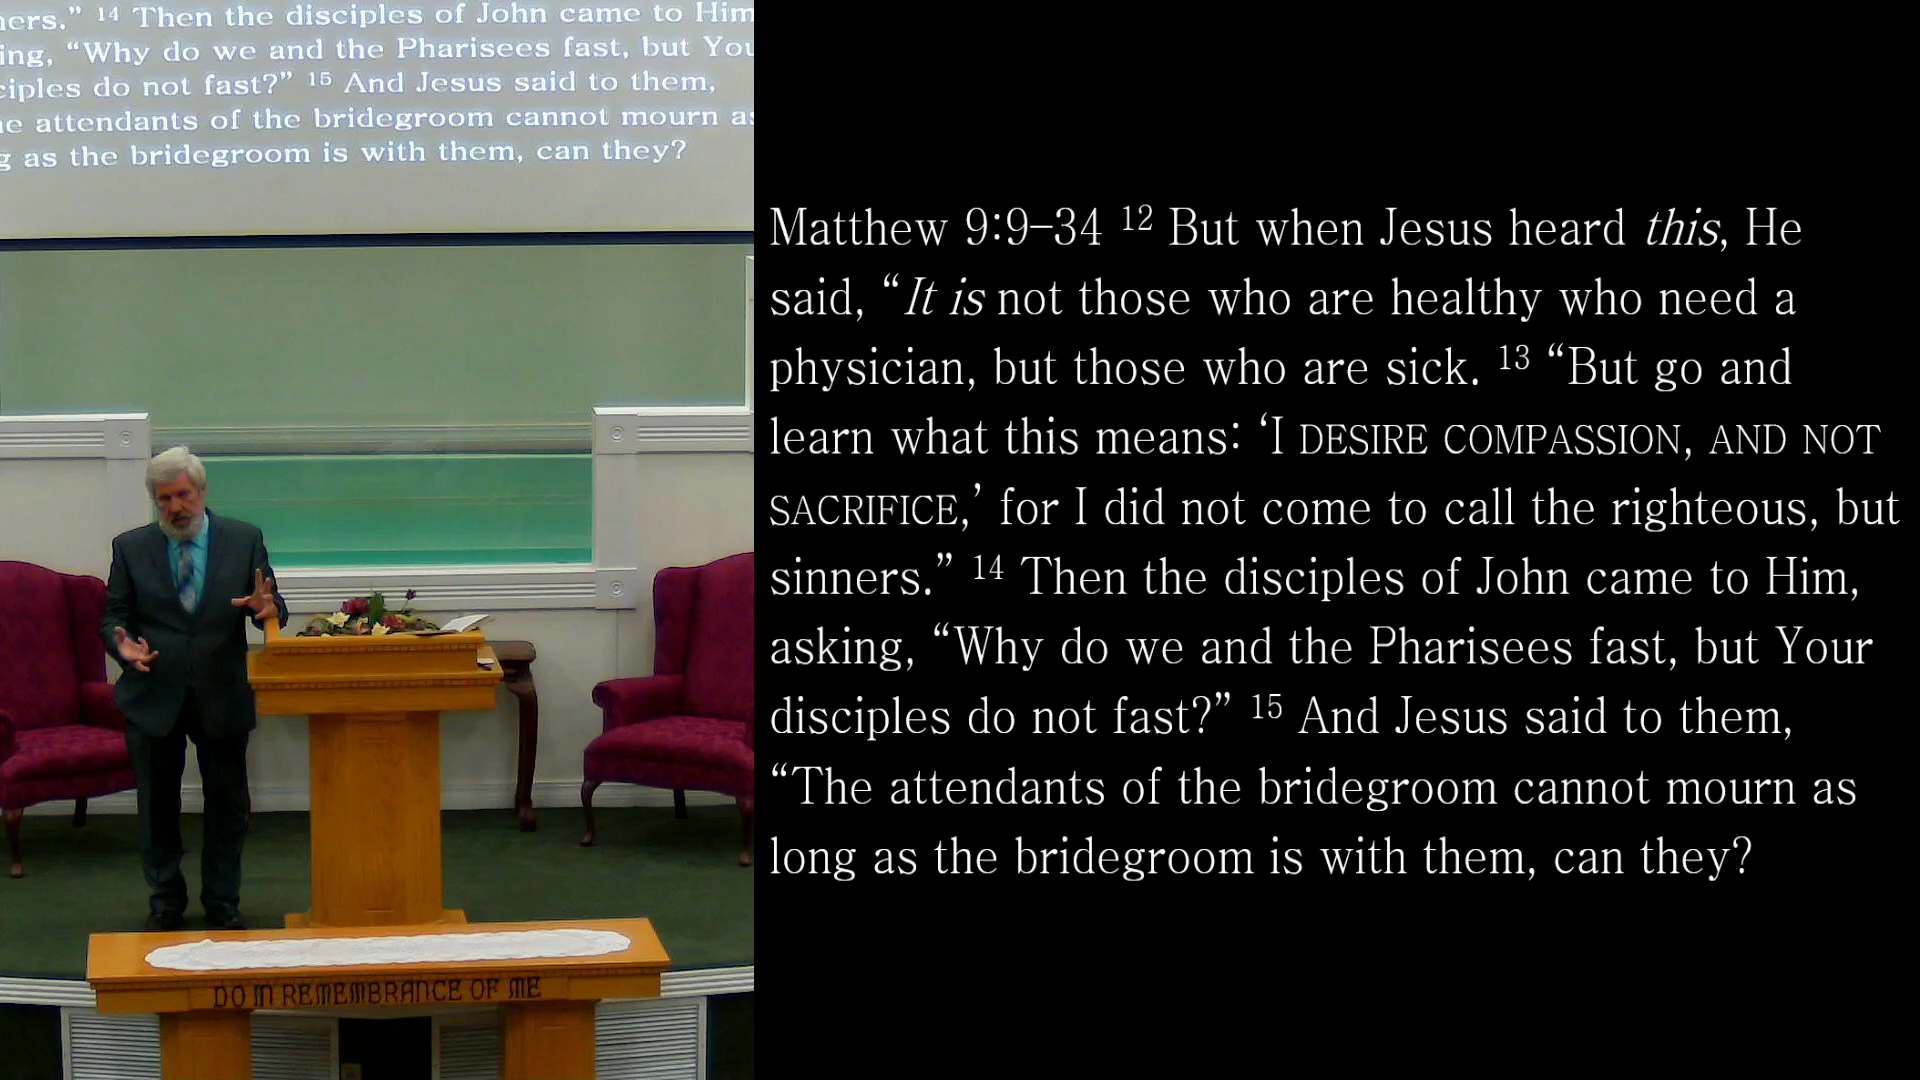 ners.” 14 Then the disciples of John came to Him
ing, “Why do we and the Pharisees fast, but You
ciples do not fast?” 15 And Jesus said to them,
e attendants of the bridegroom cannot mourn as
g as the bridegroom is with them, can they?
DO IN REMEMBRANCE OF ME
Matthew 9:9–34 12 But when Jesus heard this, He
said, “It is not those who are healthy who need a
physician, but those who are sick. 13 “But go and
learn what this means: ‘I DESIRE COMPASSION, AND NOT
SACRIFICE,’ for I did not come to call the righteous, but
sinners.” 14 Then the disciples of John came to Him,
asking, “Why do we and the Pharisees fast, but Your
disciples do not fast?” 15 And Jesus said to them,
“The attendants of the bridegroom cannot mourn as
long as the bridegroom is with them, can they?